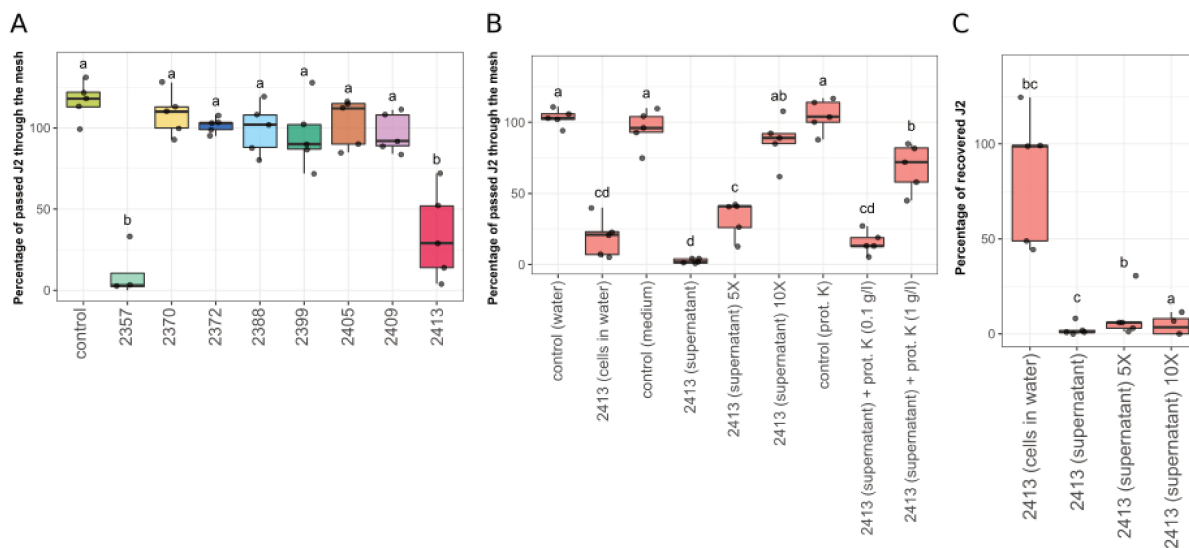 A
Percentage of passed J2 through the mesh
100
50
0
a
b
a
a
a
a
a
a
b
control
2357
2370
2372
2388
2399
2405
2409
2413
B
Percentage of passed J2 through the mesh
100
50
0
a
cd
a
d
c
ab
a
cd
b
control (water)
2413 (cells in water)
control (medium)
2413 (supernatant)
2413 (supernatant) 5X
2413 (supernatant) 10X
control (prot. K)
2413 (supernatant) + prot. K (0.1 g/l)
2413 (supernatant) + prot. K (1 g/l)
C
Percentage of recovered J2
100
50
0
bc
c
b
a
2413 (cells in water)
2413 (supernatant)
2413 (supernatant) 5X
2413 (supernatant) 10X